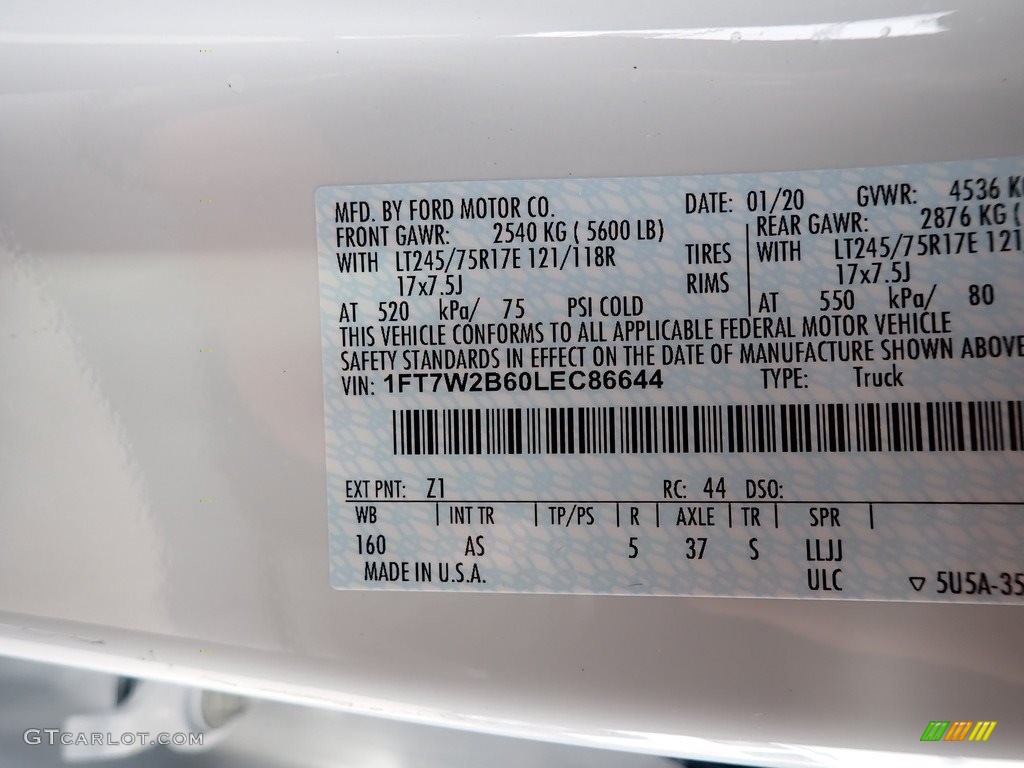 MFD. BY FORD MOTOR CO. DATE: 01/20 GVWR: 4536 KG
FRONT GAWR: 2540 KG ( 5600 LB) REAR GAWR: 2876 KG (
WITH LT245/75R17E 121/118R TIRES WITH LT245/75R17E 121
17x7.5J RIMS 17x7.5J
AT 520 kPa/ 75 PSI COLD AT 550 kPa/ 80
THIS VEHICLE CONFORMS TO ALL APPLICABLE FEDERAL MOTOR VEHICLE
SAFETY STANDARDS IN EFFECT ON THE DATE OF MANUFACTURE SHOWN ABOVE
VIN: 1FT7W2B60LEC86644 TYPE: Truck
EXT PNT: Z1 RC: 44 DSO:
WB INT TR TP/PS R AXLE TR SPR
160 AS 5 37 S LLJJ
MADE IN U.S.A. ULC 5U5A-35
GTCARLOT.COM